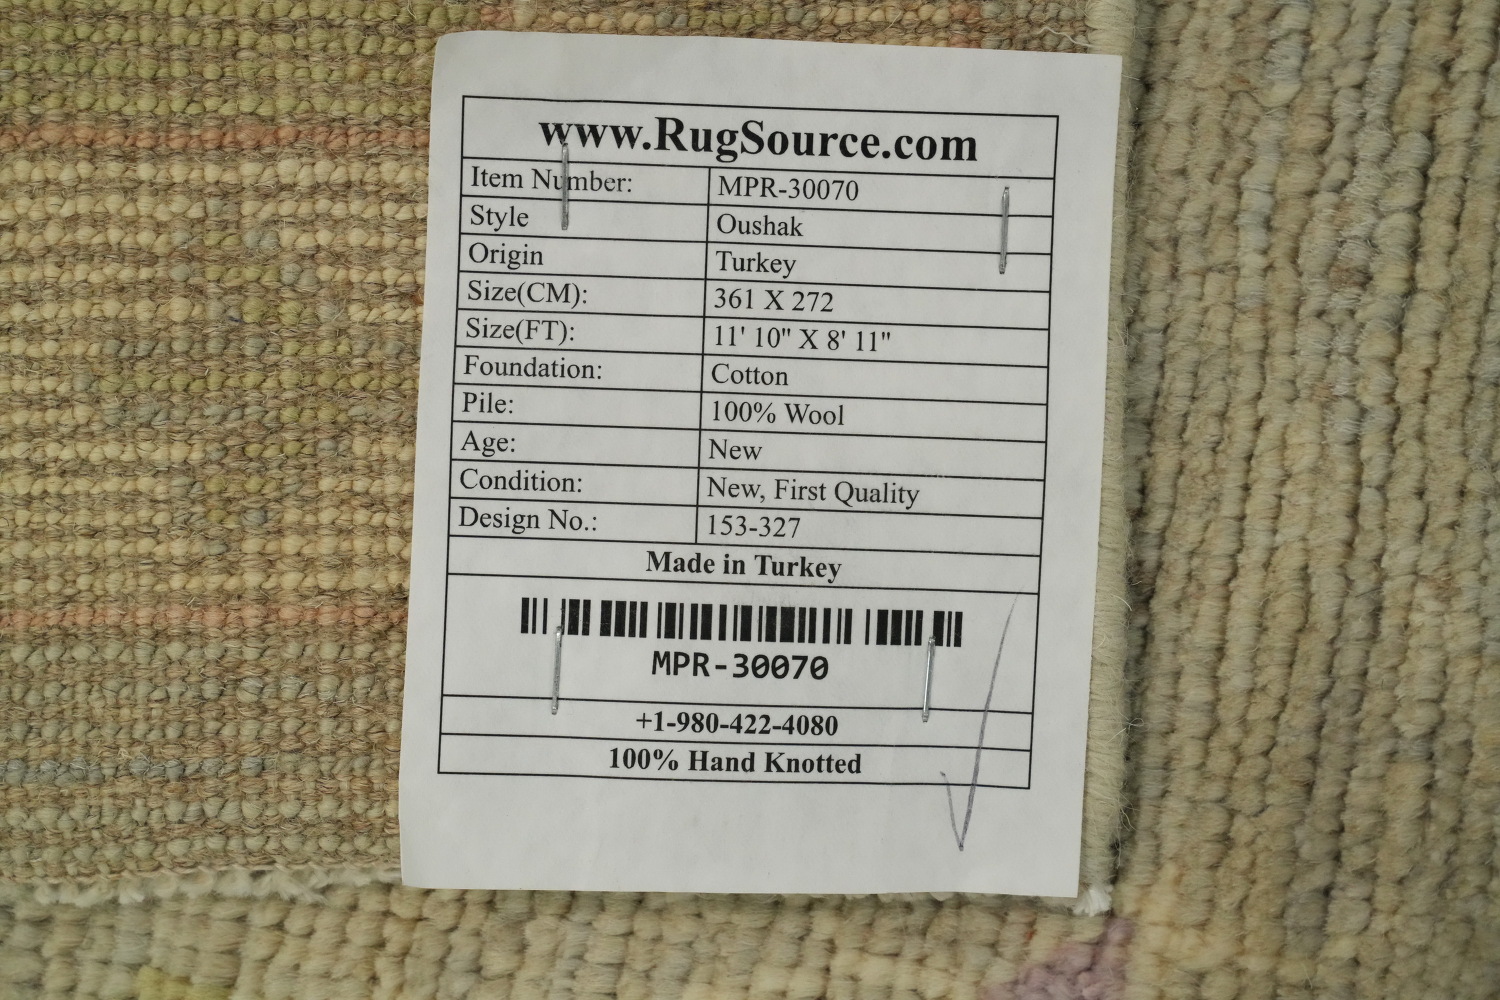 www.RugSource.com
Item Number: MPR-30070
Style Oushak
Origin Turkey
Size(CM): 361 X 272
Size(FT): 11' 10" X 8' 11"
Foundation: Cotton
Pile: 100% Wool
Age: New
Condition: New, First Quality
Design No.: 153-327
Made in Turkey
MPR-30070
+1-980-422-4080
100% Hand Knotted